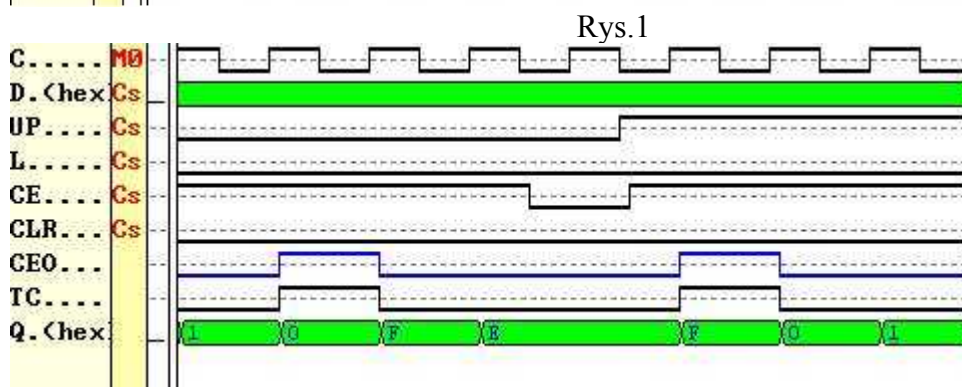 Rys.1
C..... M0
D.(hex) Cs
UP.... Cs
L..... Cs
CE.... Cs
CLR... Cs
CEO...
TC....
Q.(hex) 1 0 F E F 0 1